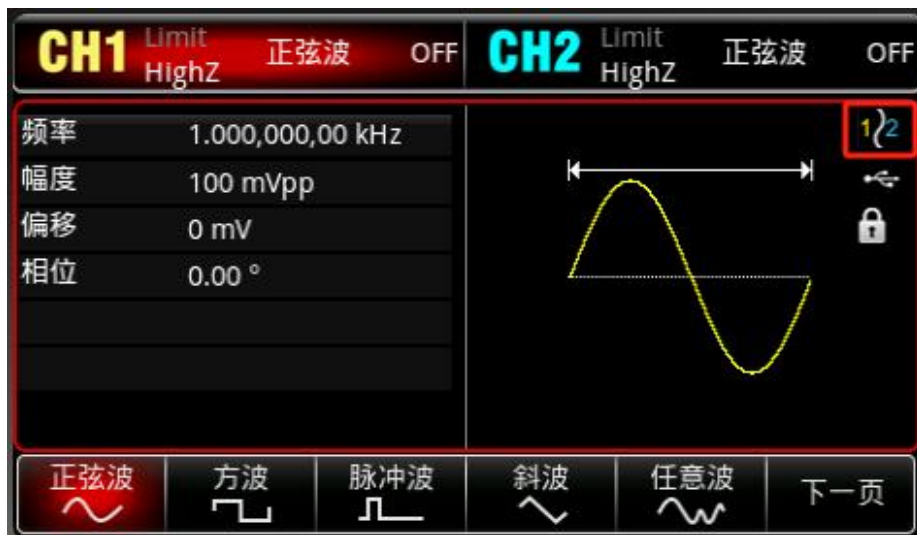 CH1 Limit HighZ 正弦波 OFF
CH2 Limit HighZ 正弦波 OFF
频率 1.000,000,00 kHz
幅度 100 mVpp
偏移 0 mV
相位 0.00 °
1 2
正弦波 方波 脉冲波 斜波 任意波 下一页